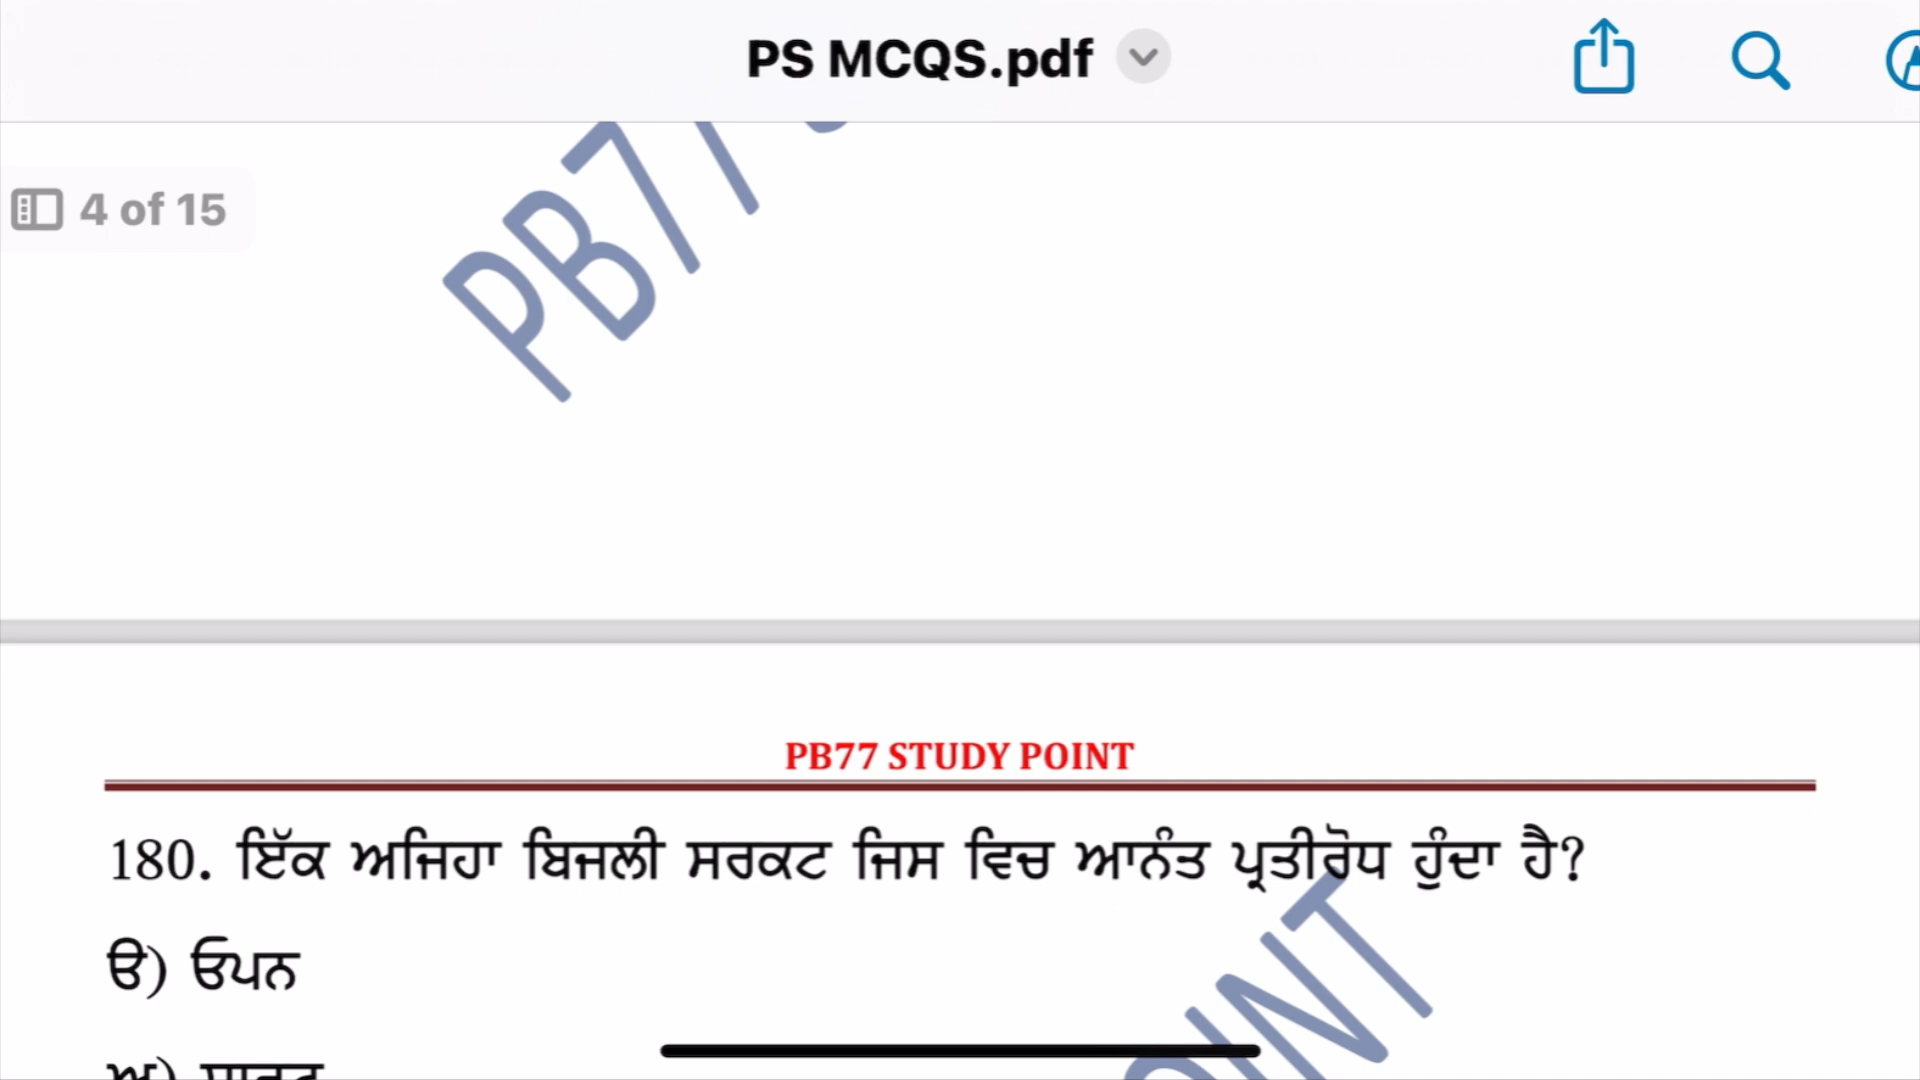 PS MCQS.pdf
4 of 15
PB77
PB77 STUDY POINT
180. ਇੱਕ ਅਜਿਹਾ ਬਿਜਲੀ ਸਰਕਟ ਜਿਸ ਵਿਚ ਆਨੰਤ ਪ੍ਰਤੀਰੋਧ ਹੁੰਦਾ ਹੈ?
ੳ) ਓਪਨ